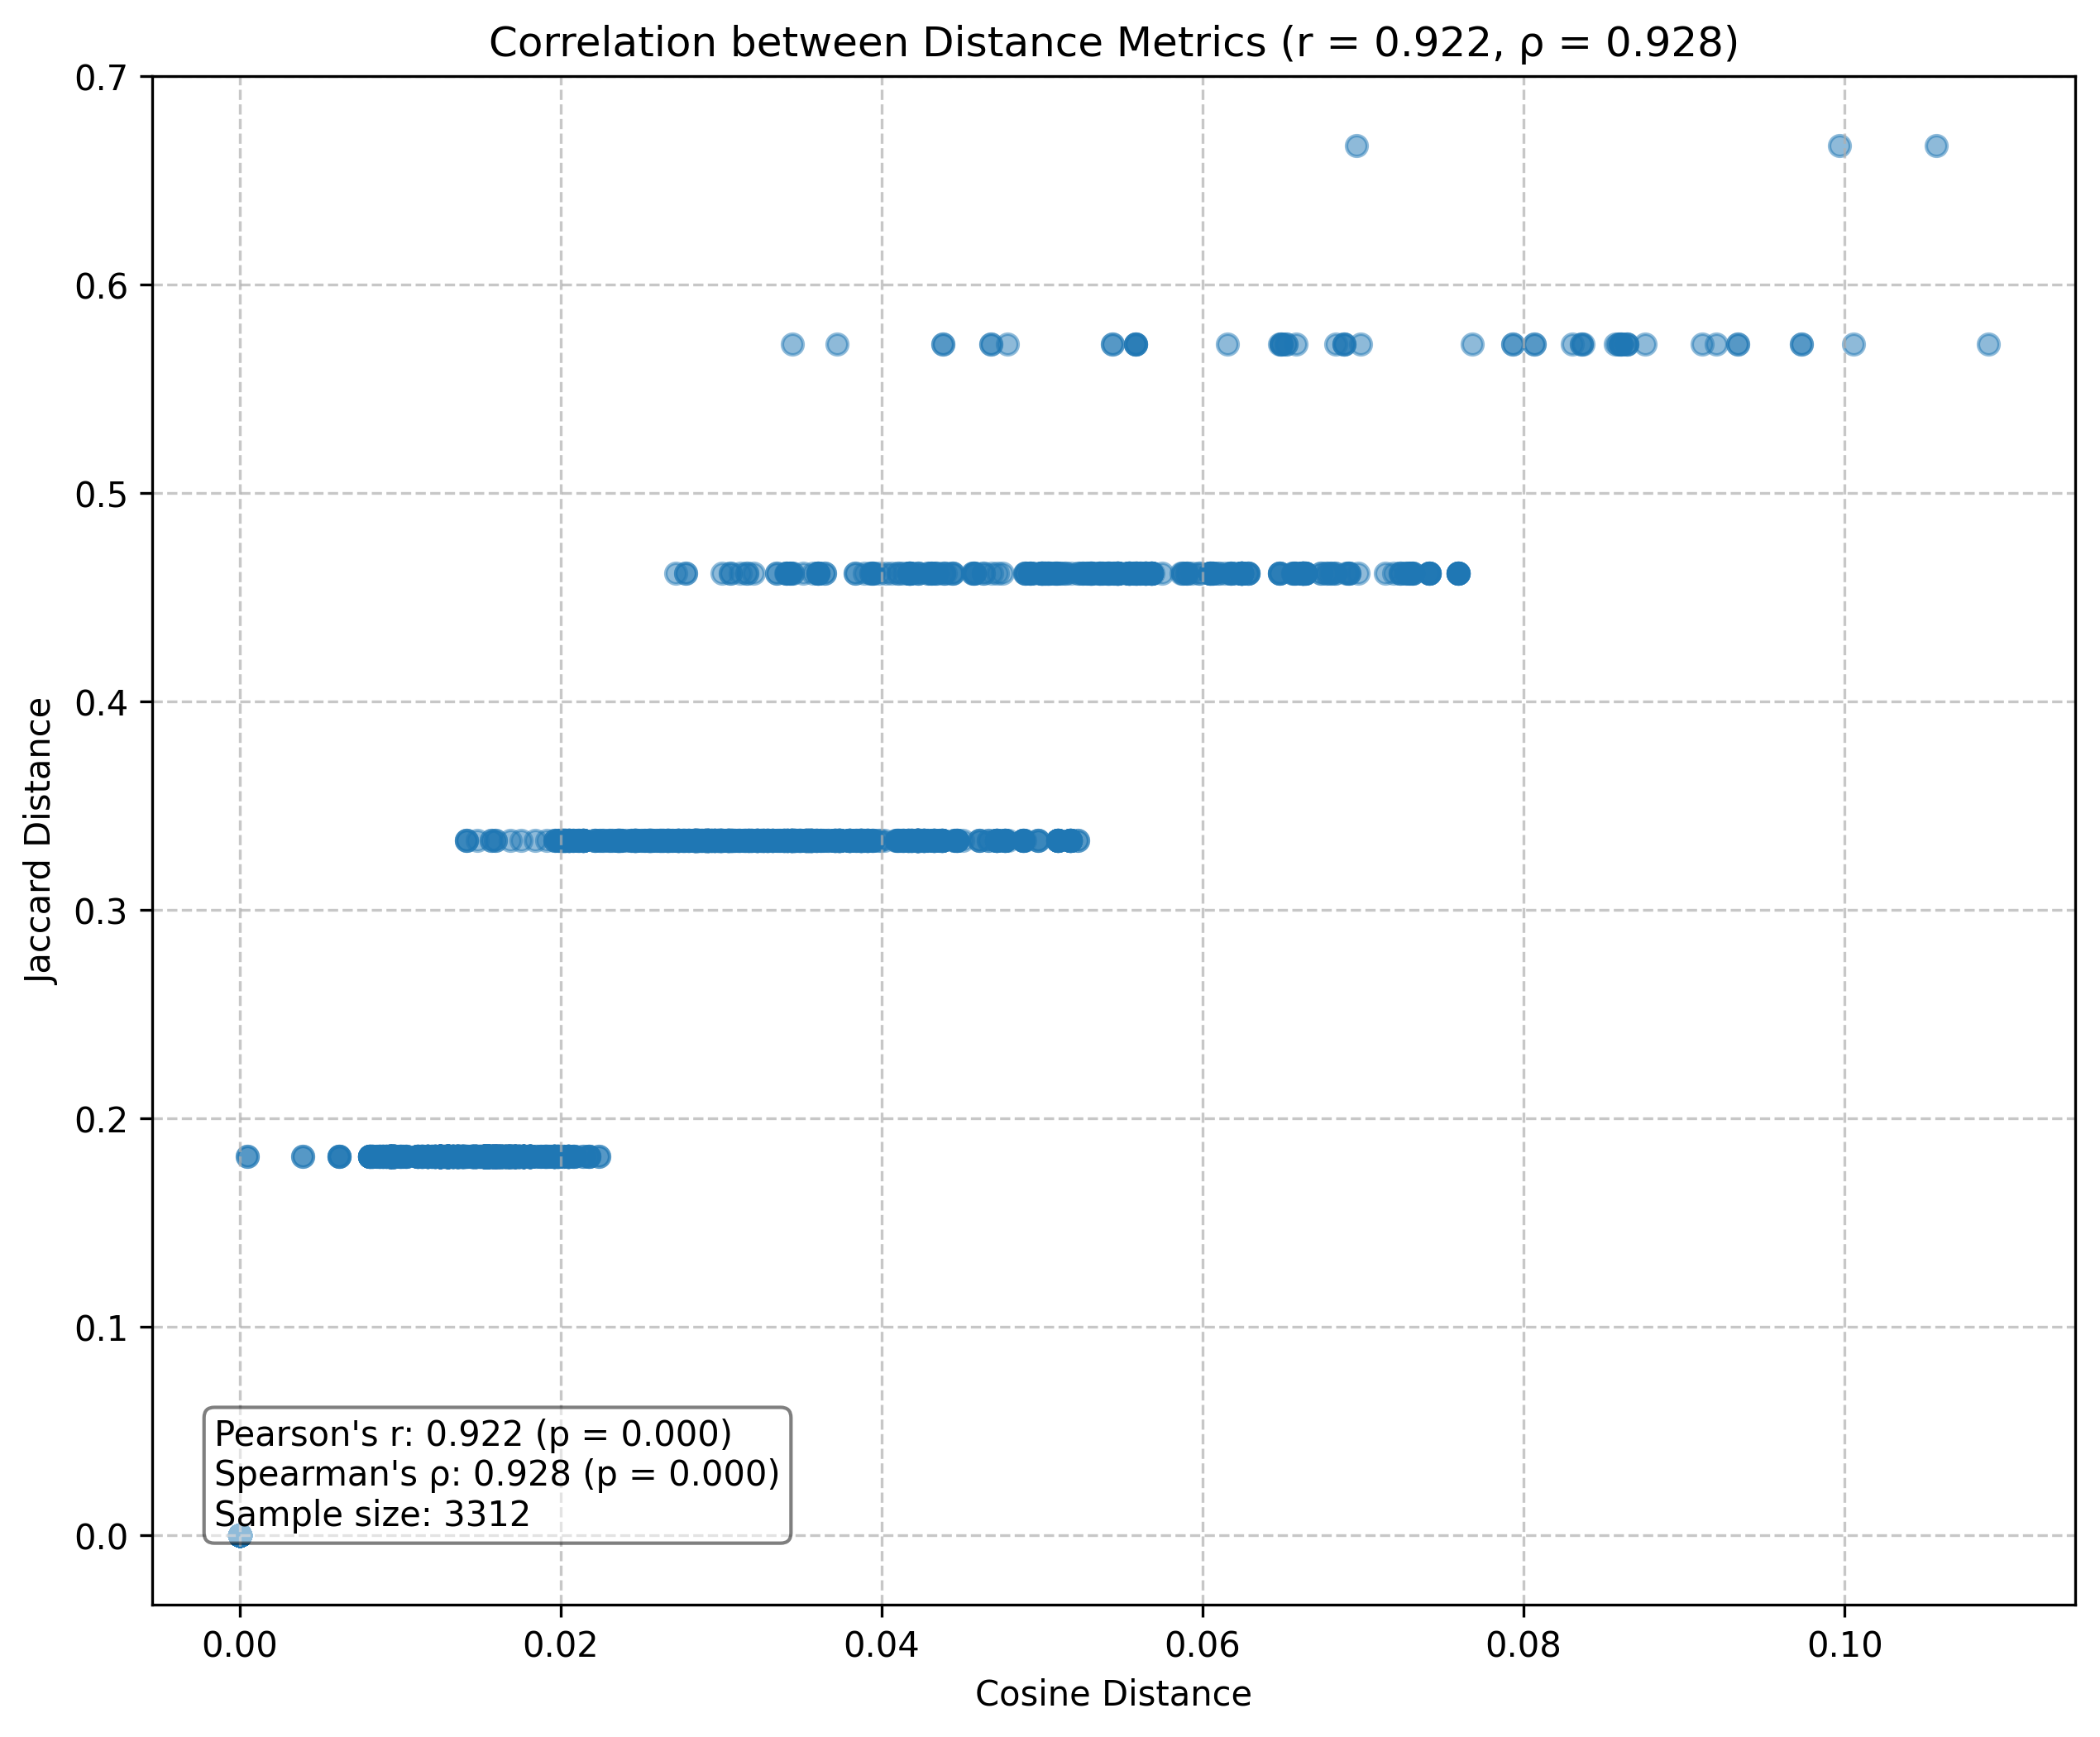 Correlation between Distance Metrics (r = 0.922, ρ = 0.928)
0.7
0.6
0.5
0.4
0.3
0.2
0.1
0.0
Jaccard Distance
Pearson's r: 0.922 (p = 0.000)
Spearman's ρ: 0.928 (p = 0.000)
Sample size: 3312
0.00 0.02 0.04 0.06 0.08 0.10
Cosine Distance